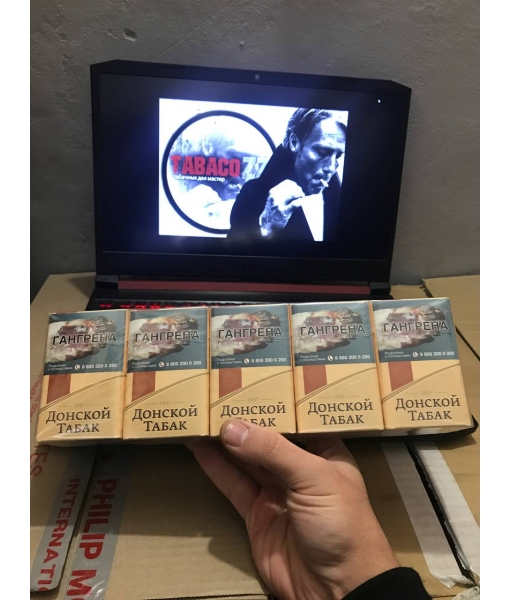 TABACO
табачных дел мастер
ГАНГРЕНА
ГАНГРЕНА
ГАНГРЕНА
ГАНГРЕНА
ГАНГРЕНА
8 800 200 0 200
8 800 200 0 200
8 800 200 0 200
Подробнее
8 800 200 0 200
Подробнее
8 800 200 0 200
ДОНСКОЙ
ТАБАК
ДОНСКОЙ
ТАБАК
ДОНСКОЙ
ТАБАК
ДОНСКОЙ
ТАБАК
ДОНСКОЙ
ТАБАК
PHILIP M
INTERNATI